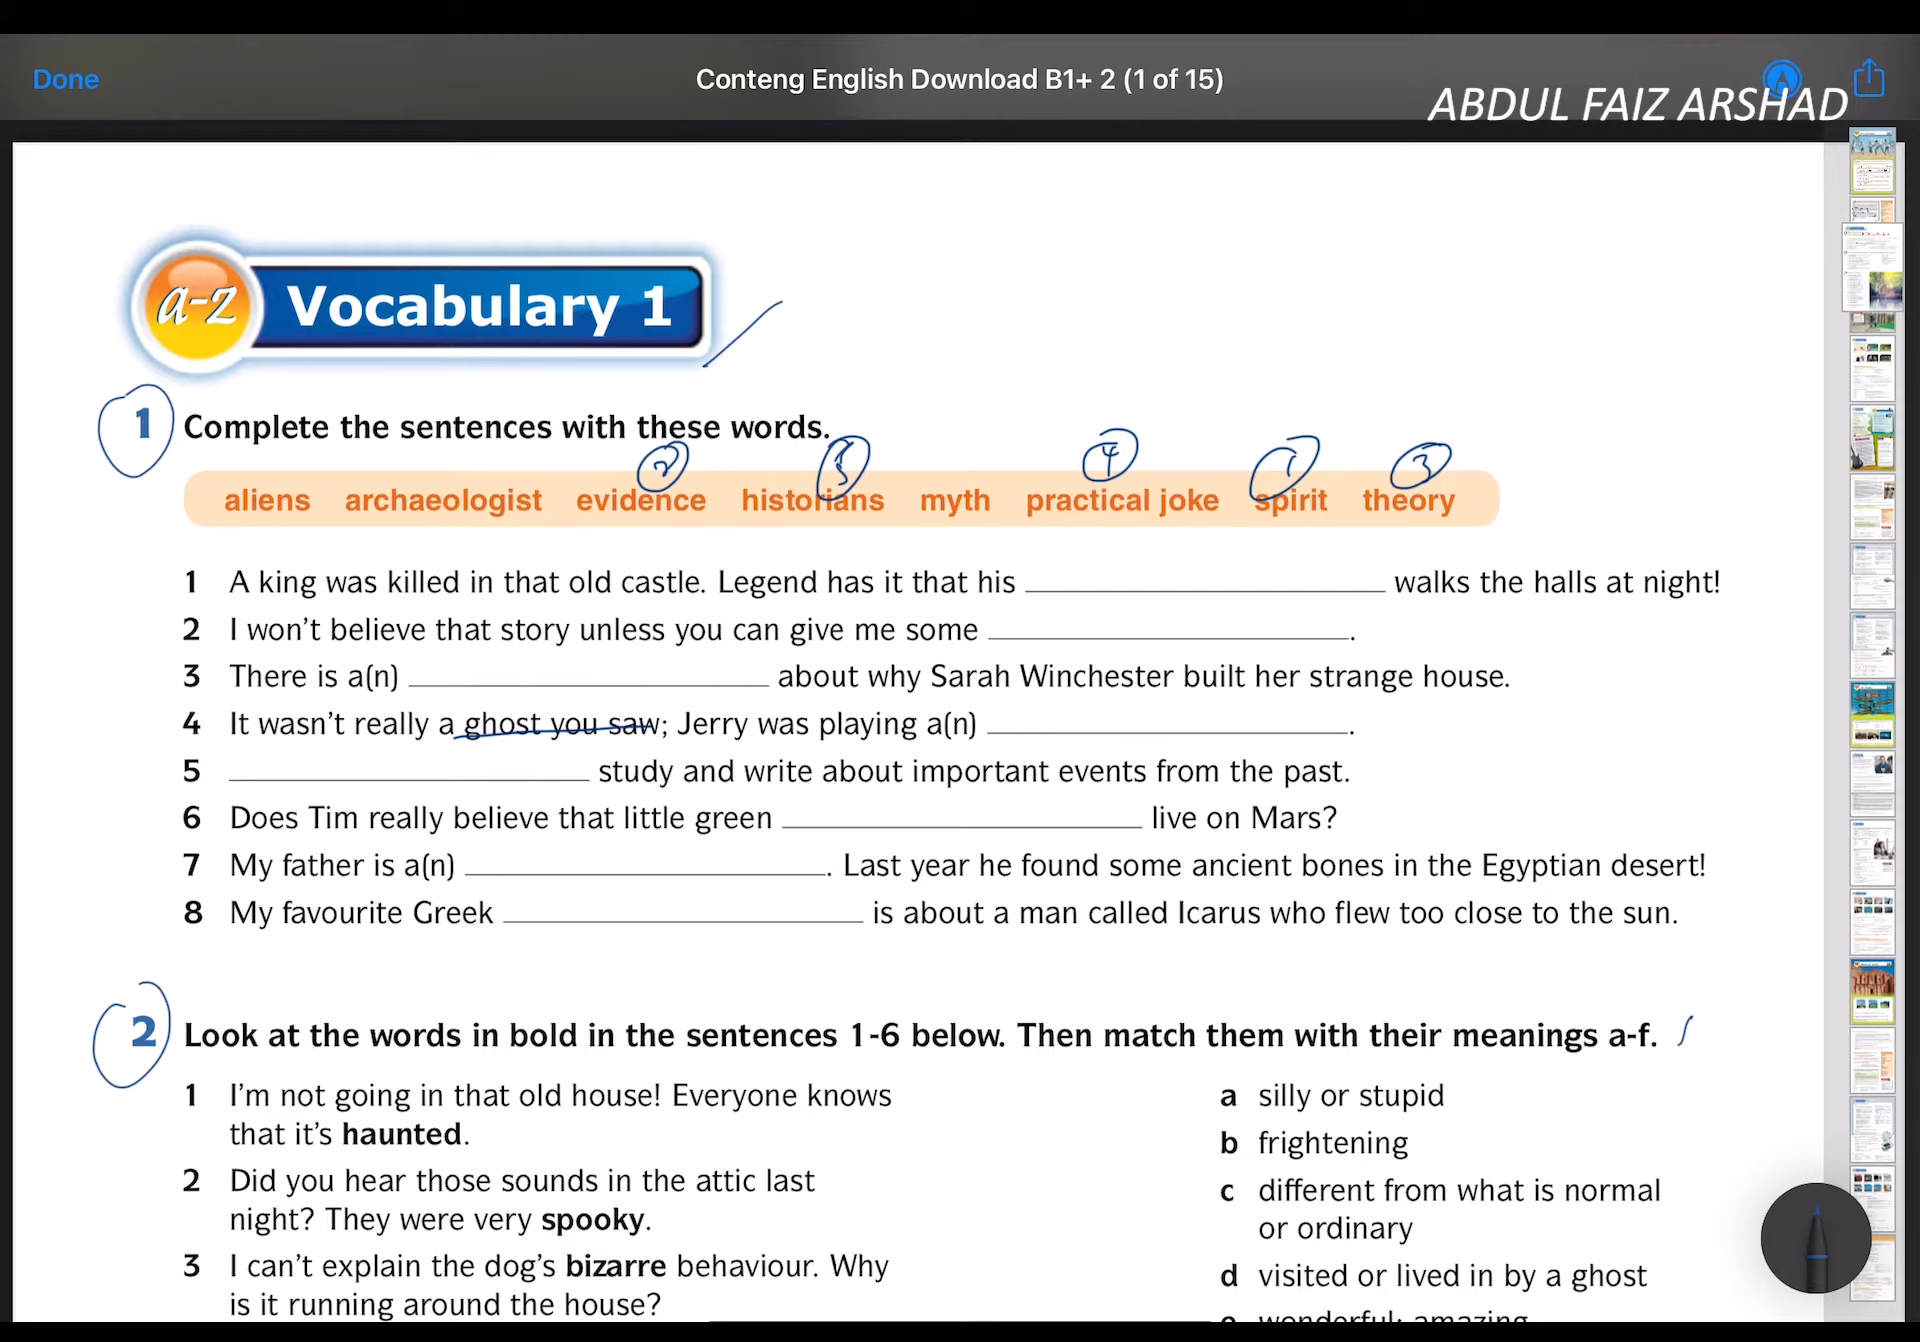 Done
Conteng English Download B1+ 2 (1 of 15)
ABDUL FAIZ ARSHAD
a-z Vocabulary 1
1 Complete the sentences with these words.
2 5 4 1 3
aliens archaeologist evidence historians myth practical joke spirit theory
1 A king was killed in that old castle. Legend has it that his ______ walks the halls at night!
2 I won't believe that story unless you can give me some ______.
3 There is a(n) ______ about why Sarah Winchester built her strange house.
4 It wasn't really a ghost you saw; Jerry was playing a(n) ______.
5 ______ study and write about important events from the past.
6 Does Tim really believe that little green ______ live on Mars?
7 My father is a(n) ______. Last year he found some ancient bones in the Egyptian desert!
8 My favourite Greek ______ is about a man called Icarus who flew too close to the sun.
2 Look at the words in bold in the sentences 1-6 below. Then match them with their meanings a-f.
1 I'm not going in that old house! Everyone knows
that it's haunted.
2 Did you hear those sounds in the attic last
night? They were very spooky.
3 I can't explain the dog's bizarre behaviour. Why
is it running around the house?
a silly or stupid
b frightening
c different from what is normal
or ordinary
d visited or lived in by a ghost
e wonderful; amazing